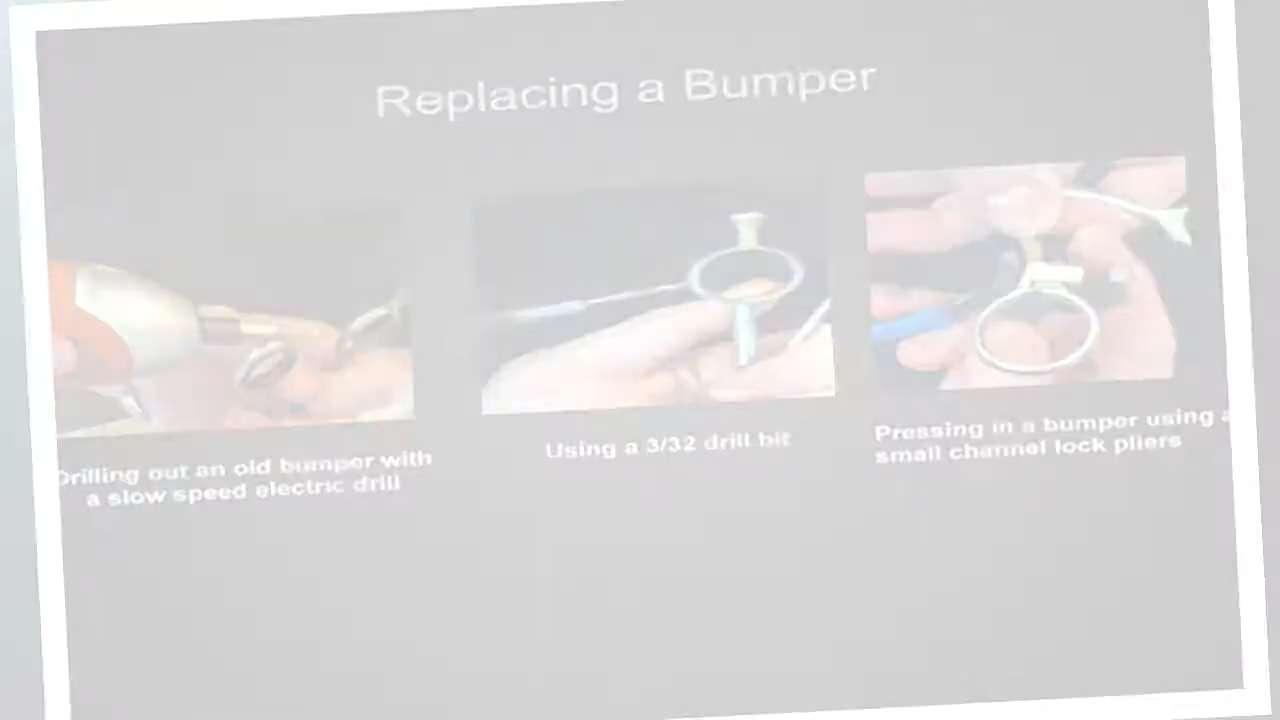 Replacing a Bumper
Drilling out an old bumper with
a slow speed electric drill
Using a 3/32 drill bit
Pressing in a bumper using a
small channel lock pliers